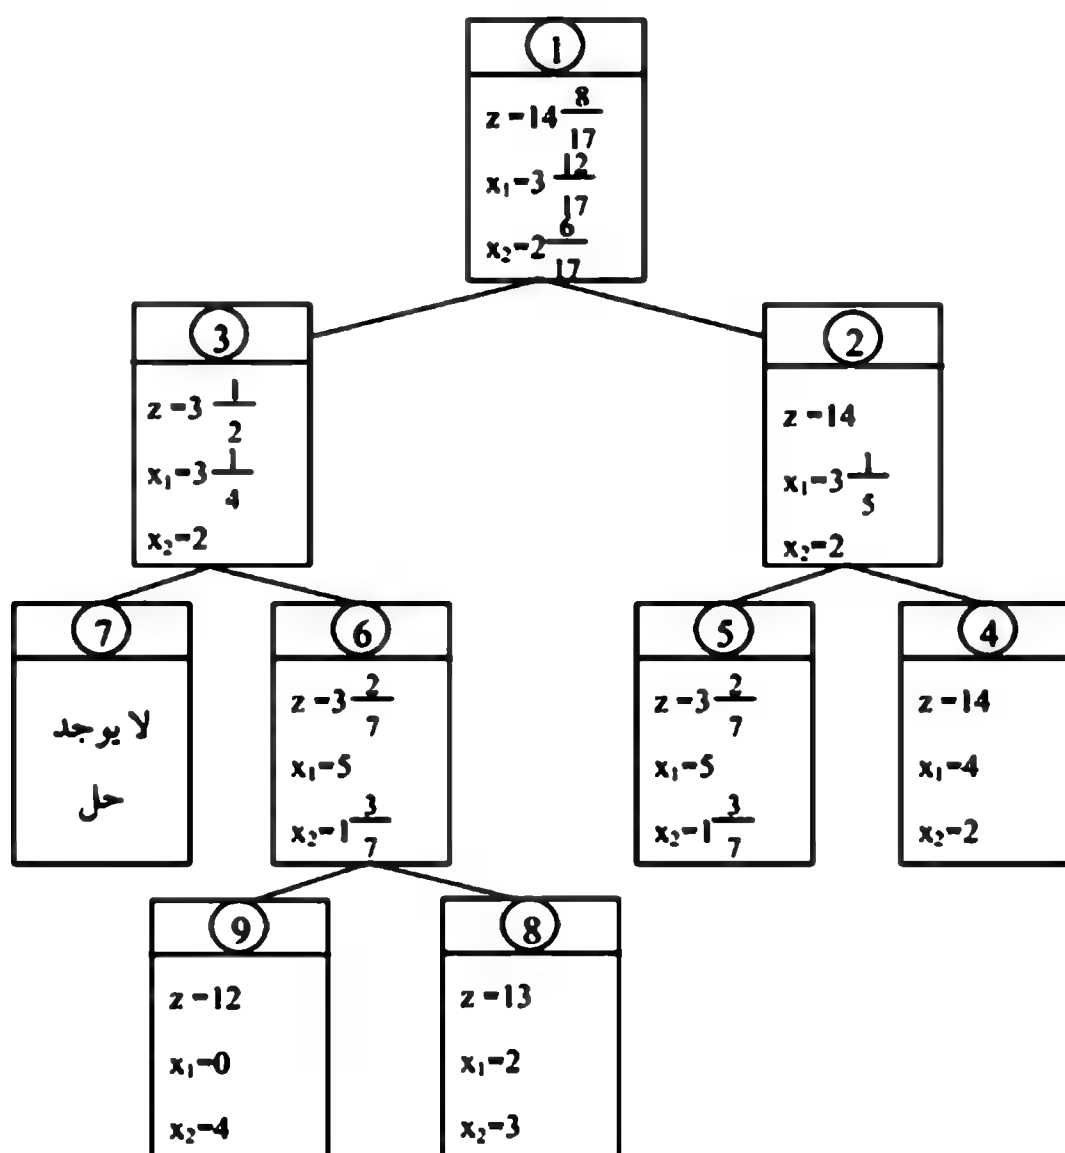 1
z = 14 8/17
x₁ = 3 12/17
x₂ = 2 6/17
3
z = 3 1/2
x₁ = 3 1/4
x₂ = 2
2
z = 14
x₁ = 3 1/5
x₂ = 2
7
لا يوجد
حل
6
z = 3 2/7
x₁ = 5
x₂ = 1 3/7
5
z = 3 2/7
x₁ = 5
x₂ = 1 3/7
4
z = 14
x₁ = 4
x₂ = 2
9
z = 12
x₁ = 0
x₂ = 4
8
z = 13
x₁ = 2
x₂ = 3